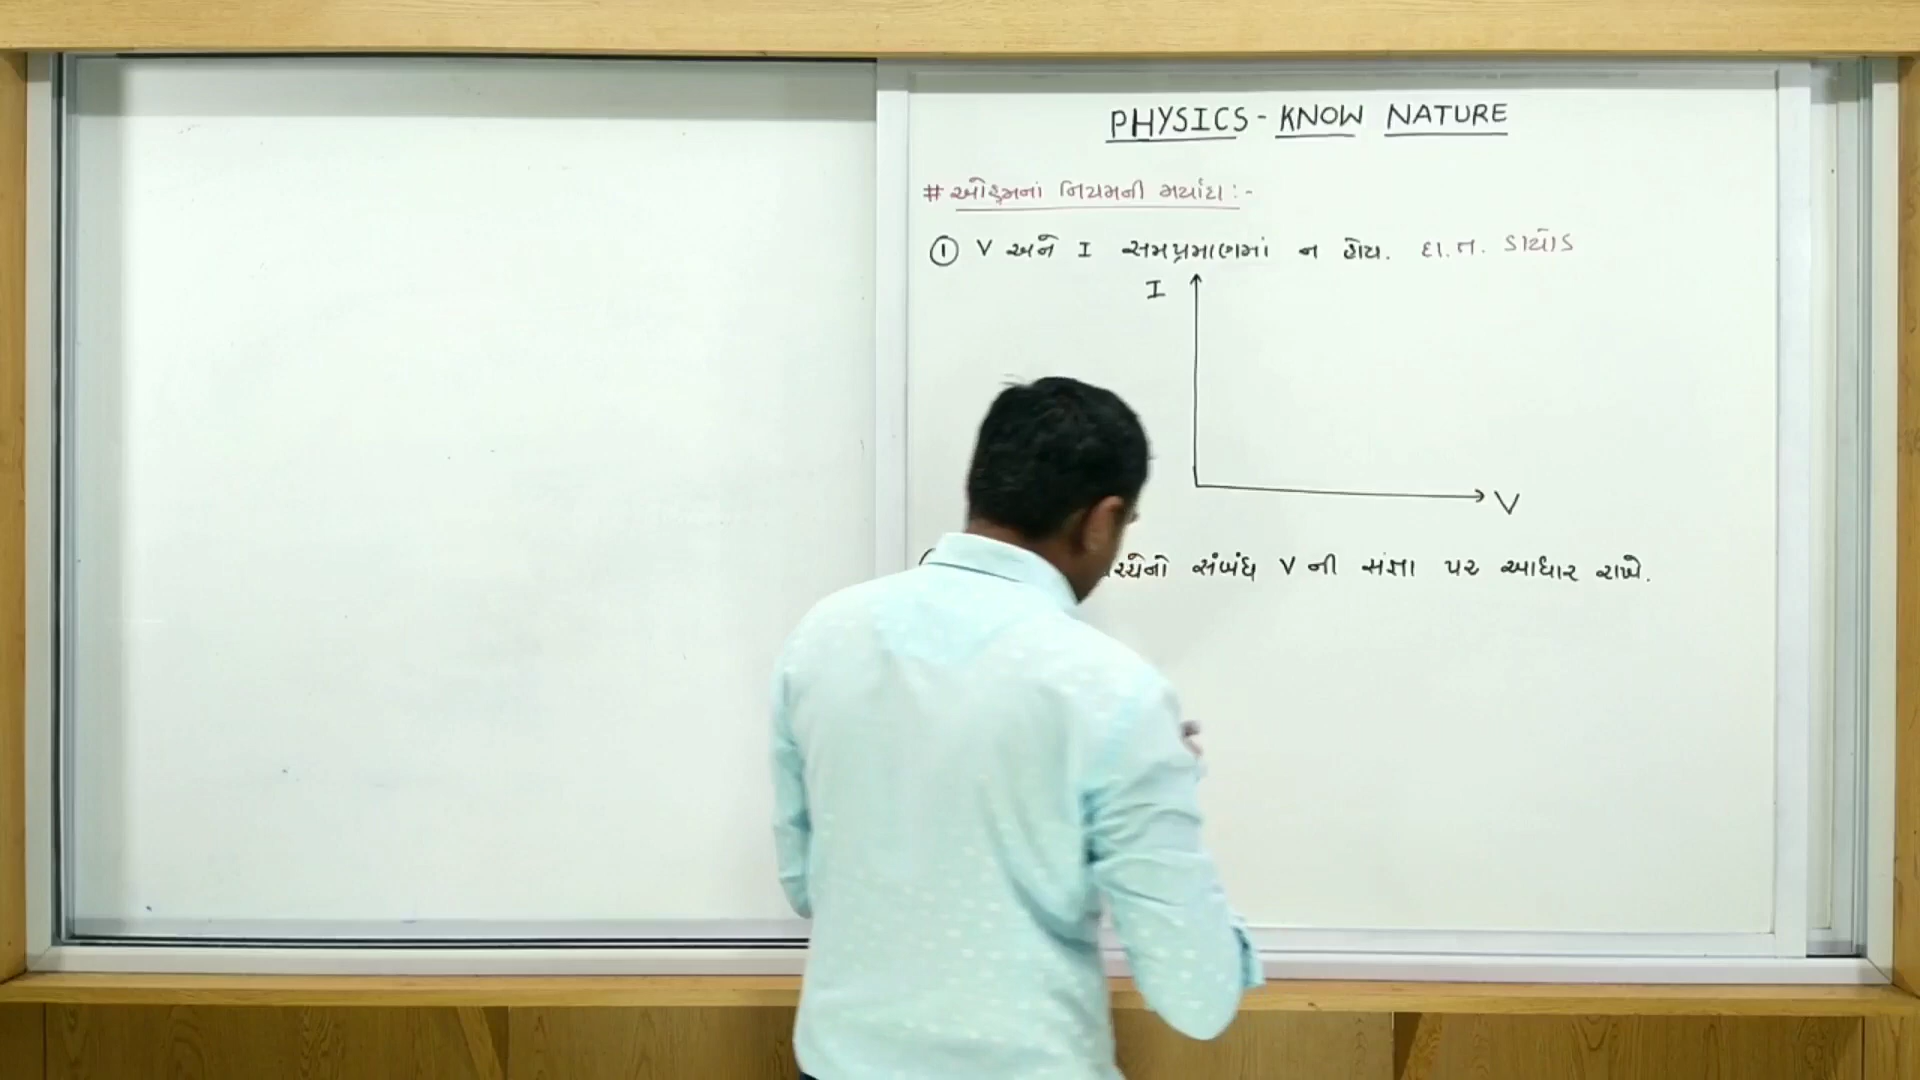 PHYSICS - KNOW NATURE
# ઓહ્મનાં નિયમની મર્યાદા :-
① V અને I સમપ્રમાણમાં ન હોય. દા.ત. ડાયોડ
I
V
સંબંધ V ની સંજ્ઞા પર આધાર રાખે.